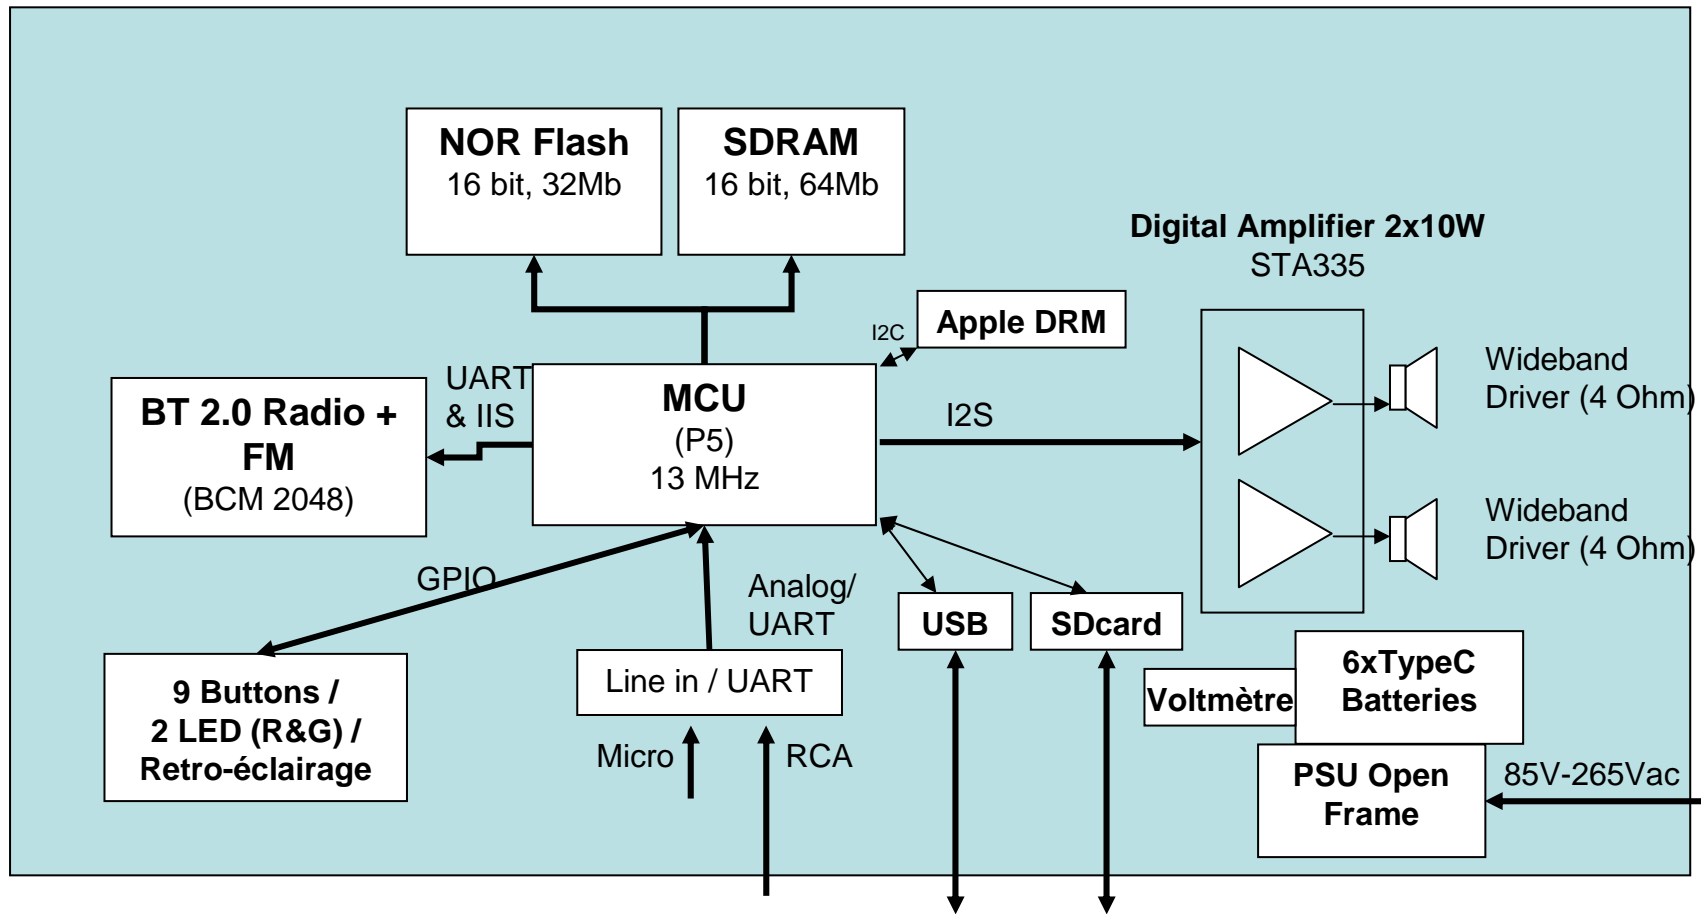 NOR Flash
16 bit, 32Mb
SDRAM
16 bit, 64Mb
Digital Amplifier 2x10W
STA335
I2C
Apple DRM
UART
& IIS
MCU
(P5)
13 MHz
BT 2.0 Radio +
FM
(BCM 2048)
I2S
Wideband
Driver (4 Ohm)
Wideband
Driver (4 Ohm)
GPIO
Analog/
UART
USB
SDcard
9 Buttons /
2 LED (R&G) /
Retro-éclairage
Line in / UART
Micro
RCA
Voltmètre
6xTypeC
Batteries
PSU Open
Frame
85V-265Vac